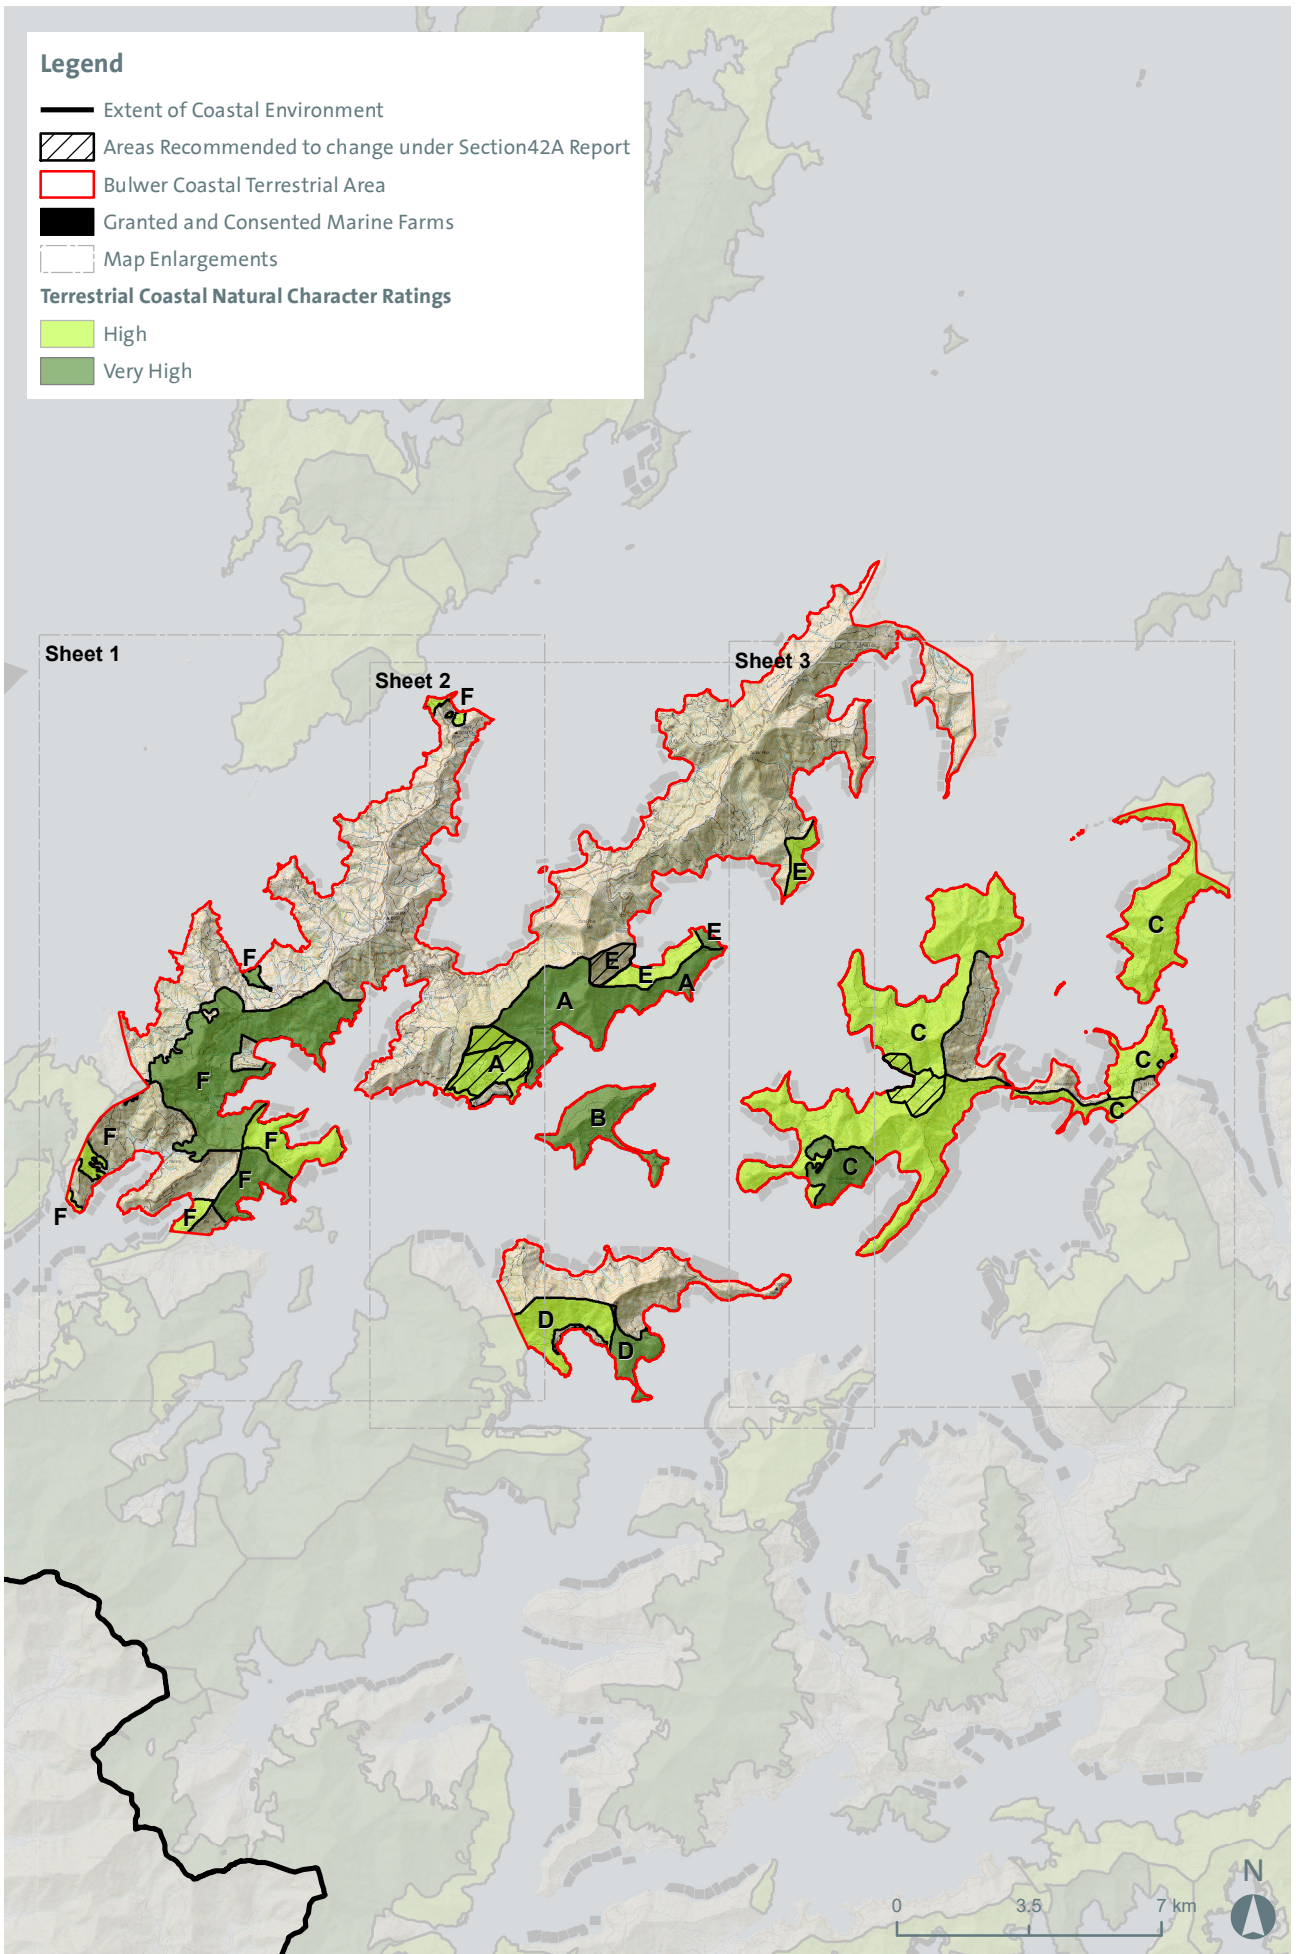 Legend
Extent of Coastal Environment
Areas Recommended to change under Section42A Report
Bulwer Coastal Terrestrial Area
Granted and Consented Marine Farms
Map Enlargements
Terrestrial Coastal Natural Character Ratings
High
Very High
Sheet 1
Sheet 2
Sheet 3
F
E
F
E
E
E
A
A
C
C
A
F
C
B
C
F
F
C
F
F
F
D
D
N
0 3.5 7 km